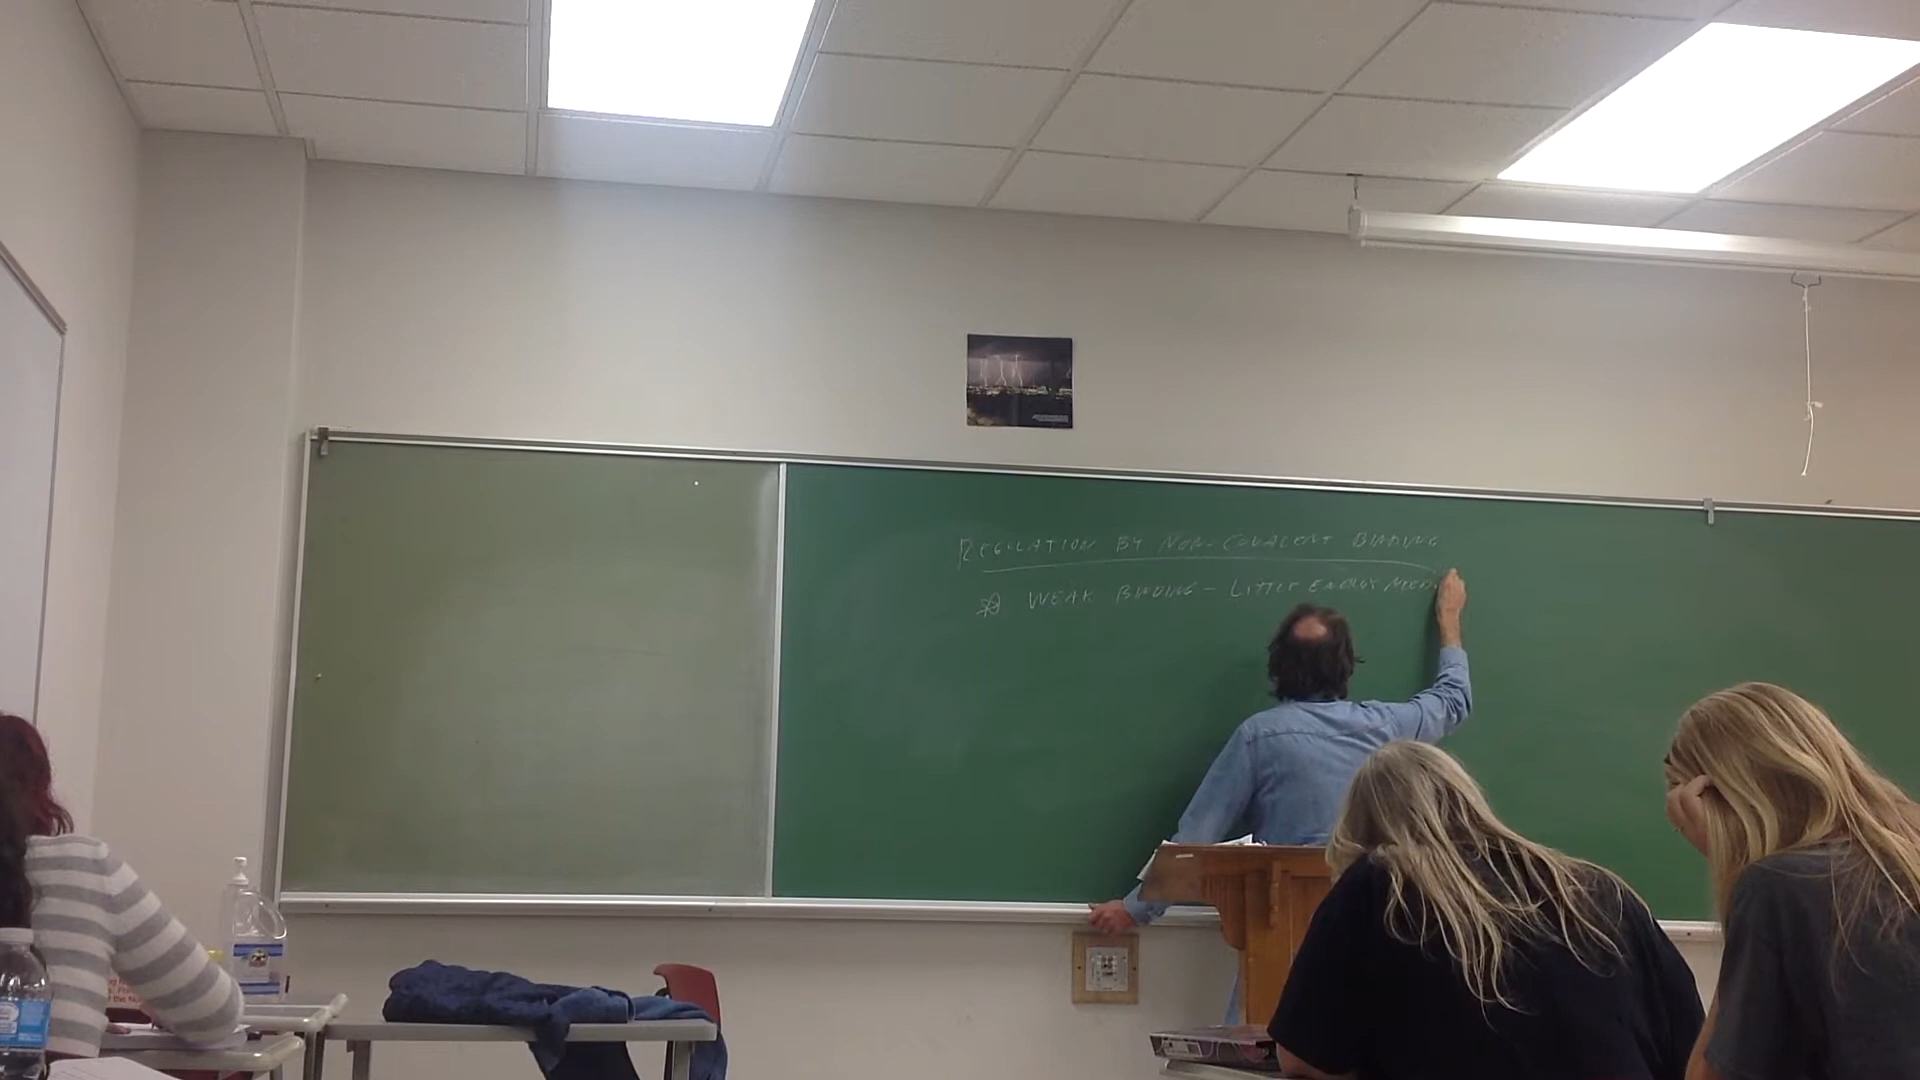 REGULATION BY NON-COVALENT BINDING
WEAK BINDING - LITTLE ENERGY